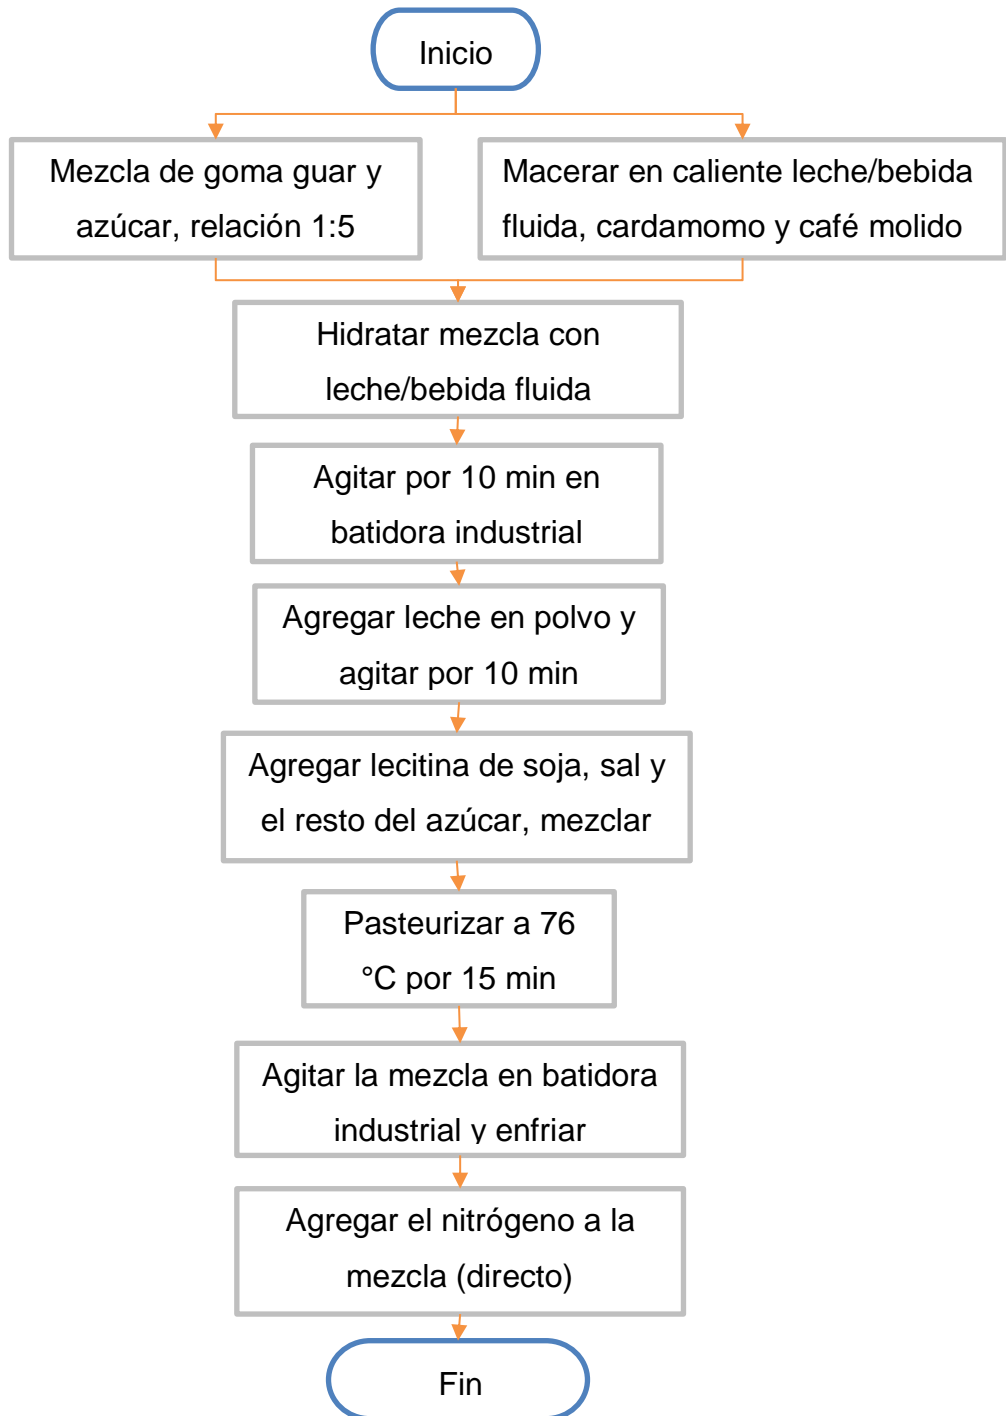 Inicio
Mezcla de goma guar y
azúcar, relación 1:5
Macerar en caliente leche/bebida
fluida, cardamomo y café molido
Hidratar mezcla con
leche/bebida fluida
Agitar por 10 min en
batidora industrial
Agregar leche en polvo y
agitar por 10 min
Agregar lecitina de soja, sal y
el resto del azúcar, mezclar
Pasteurizar a 76
°C por 15 min
Agitar la mezcla en batidora
industrial y enfriar
Agregar el nitrógeno a la
mezcla (directo)
Fin